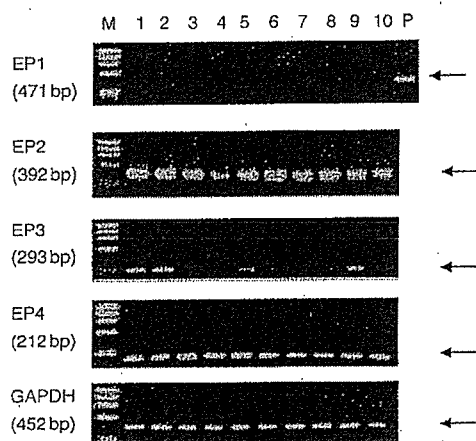 M 1 2 3 4 5 6 7 8 9 10 P
EP1
(471 bp)
EP2
(392 bp)
EP3
(293 bp)
EP4
(212 bp)
GAPDH
(452 bp)